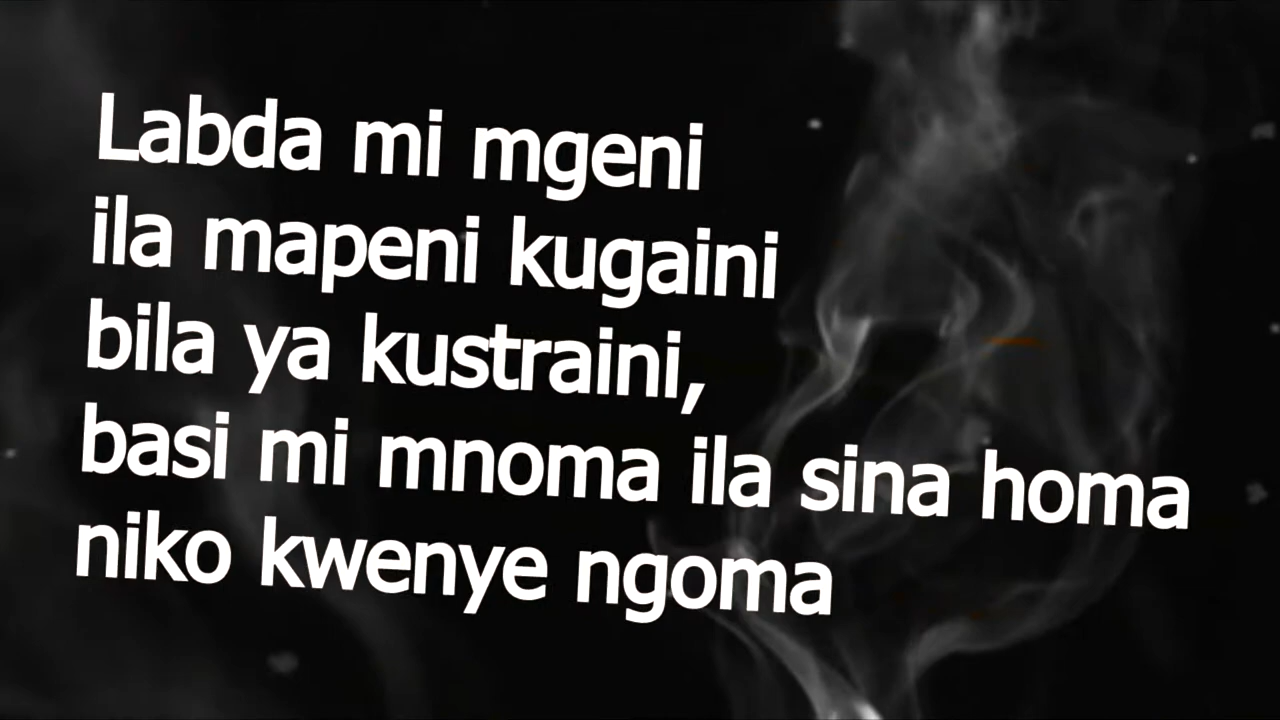 Labda mi mgeni
ila mapeni kugaini
bila ya kustraini,
basi mi mnoma ila sina homa
niko kwenye ngoma